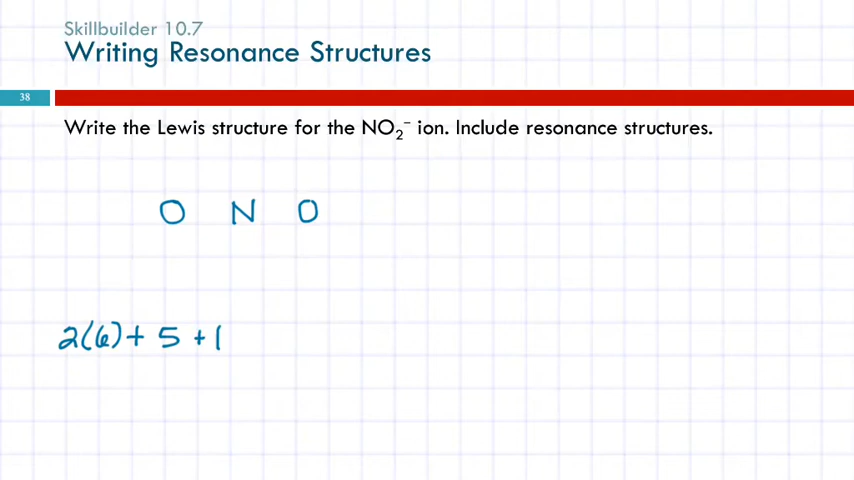 Skillbuilder 10.7
Writing Resonance Structures
38
Write the Lewis structure for the NO₂⁻ ion. Include resonance structures.
O N O
2(6) + 5 + 1